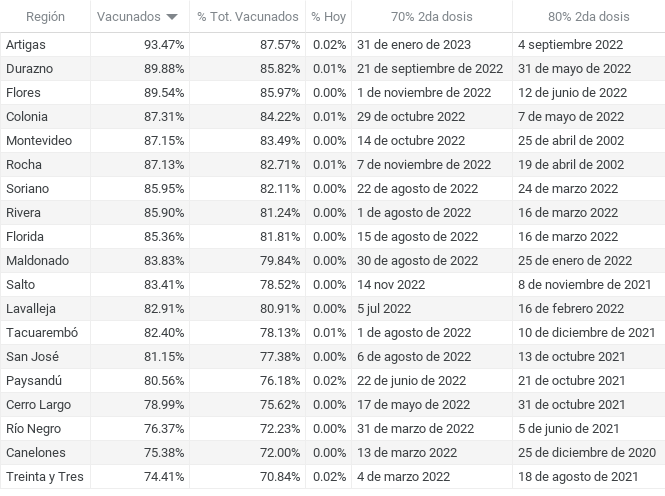 Región Vacunados % Tot. Vacunados % Hoy 70% 2da dosis 80% 2da dosis
Artigas 93.47% 87.57% 0.02% 31 de enero de 2023 4 septiembre 2022
Durazno 89.88% 85.82% 0.01% 21 de septiembre de 2022 31 de mayo de 2022
Flores 89.54% 85.97% 0.00% 1 de noviembre de 2022 12 de junio de 2022
Colonia 87.31% 84.22% 0.01% 29 de octubre 2022 7 de mayo de 2022
Montevideo 87.15% 83.49% 0.00% 14 de octubre 2022 25 de abril de 2002
Rocha 87.13% 82.71% 0.01% 7 de noviembre de 2022 19 de abril de 2002
Soriano 85.95% 82.11% 0.00% 22 de agosto de 2022 24 de marzo 2022
Rivera 85.90% 81.24% 0.00% 1 de agosto de 2022 16 de marzo 2022
Florida 85.36% 81.81% 0.00% 15 de agosto de 2022 16 de marzo 2022
Maldonado 83.83% 79.84% 0.00% 30 de agosto de 2022 25 de enero de 2022
Salto 83.41% 78.52% 0.00% 14 nov 2022 8 de noviembre de 2021
Lavalleja 82.91% 80.91% 0.00% 5 jul 2022 16 de febrero 2022
Tacuarembó 82.40% 78.13% 0.01% 1 de agosto de 2022 10 de diciembre de 2021
San José 81.15% 77.38% 0.00% 6 de agosto de 2022 13 de octubre 2021
Paysandú 80.56% 76.18% 0.02% 22 de junio de 2022 21 de octubre 2021
Cerro Largo 78.99% 75.62% 0.00% 17 de mayo de 2022 31 de octubre 2021
Río Negro 76.37% 72.23% 0.00% 31 de marzo de 2022 5 de junio de 2021
Canelones 75.38% 72.00% 0.00% 13 de marzo 2022 25 de diciembre de 2020
Treinta y Tres 74.41% 70.84% 0.02% 4 de marzo 2022 18 de agosto de 2021